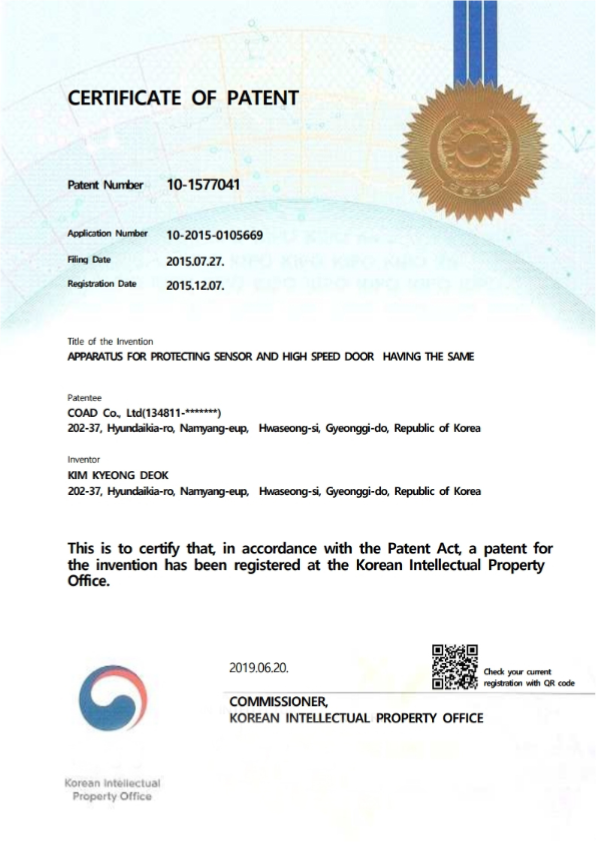 CERTIFICATE OF PATENT
Patent Number 10-1577041
Application Number 10-2015-0105669
Filing Date 2015.07.27.
Registration Date 2015.12.07.
Title of the Invention
APPARATUS FOR PROTECTING SENSOR AND HIGH SPEED DOOR HAVING THE SAME
Patentee
COAD Co., Ltd(134811-*******)
202-37, Hyundaikia-ro, Namyang-eup, Hwaseong-si, Gyeonggi-do, Republic of Korea
Inventor
KIM KYEONG DEOK
202-37, Hyundaikia-ro, Namyang-eup, Hwaseong-si, Gyeonggi-do, Republic of Korea
This is to certify that, in accordance with the Patent Act, a patent for
the invention has been registered at the Korean Intellectual Property
Office.
2019.06.20.
Check your current
registration with QR code
COMMISSIONER,
KOREAN INTELLECTUAL PROPERTY OFFICE
Korean Intellectual
Property Office